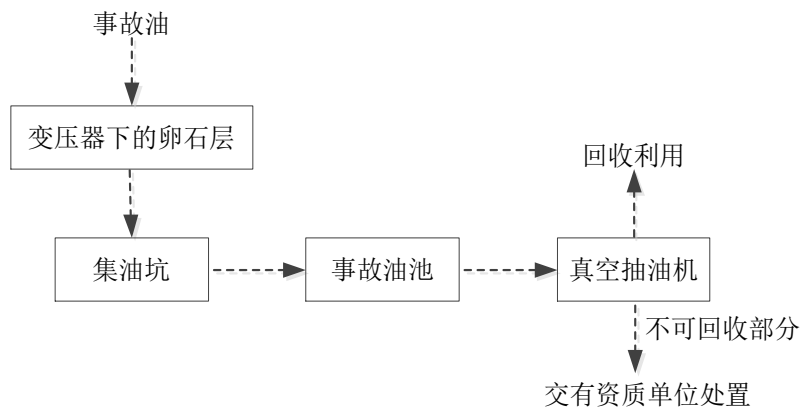 事故油
变压器下的卵石层
回收利用
集油坑
事故油池
真空抽油机
不可回收部分
交有资质单位处置